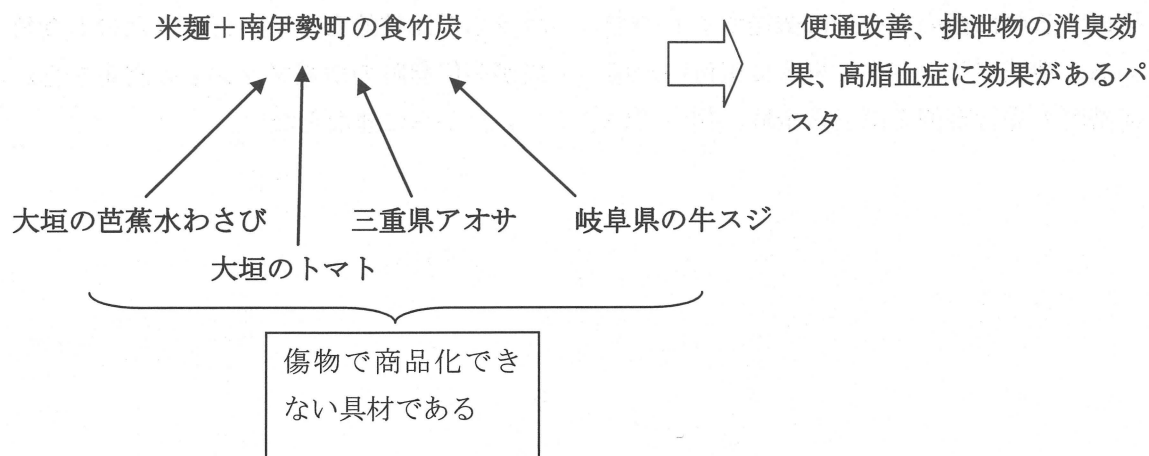 米麺＋南伊勢町の食竹炭
便通改善、排泄物の消臭効
果、高脂血症に効果があるパ
スタ
大垣の芭蕉水わさび
三重県アオサ
岐阜県の牛スジ
大垣のトマト
傷物で商品化でき
ない具材である